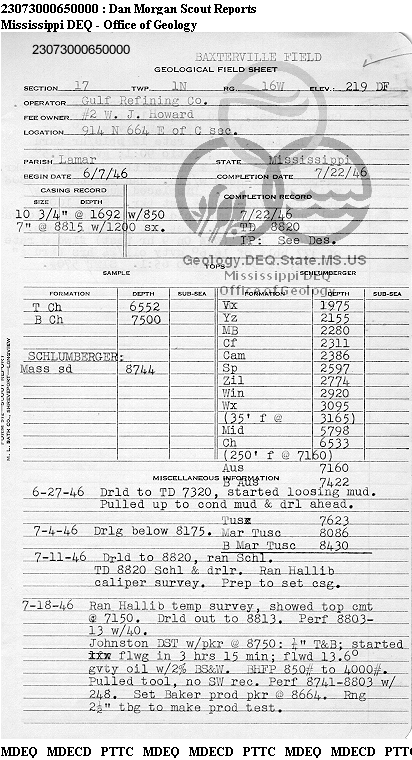 23073000650000 : Dan Morgan Scout Reports
Mississippi DEQ - Office of Geology
23073000650000
BAXTERVILLE FIELD
GEOLOGICAL FIELD SHEET
SECTION 17 TWP. 1N RG. 16W ELEV.: 219 DF
OPERATOR Gulf Refining Co.
FEE OWNER #2 W. J. Howard
LOCATION 914 N 664 E of C sec.
PARISH Lamar STATE Mississippi
BEGIN DATE 6/7/46 COMPLETION DATE 7/22/46
CASING RECORD COMPLETION RECORD
SIZE DEPTH
10 3/4" @ 1692 w/850 7/22/46
7" @ 8815 w/1200 sx. TD 8820
IP: See Des.
Geology.DEQ.State.MS.US
Mississippi DEQ
Office of Geology
TOPS
SAMPLE SCHLUMBERGER
FORMATION DEPTH SUB-SEA FORMATION DEPTH SUB-SEA
T Ch 6552 Vx 1975
B Ch 7500 Yz 2155
MB 2280
Cf 2311
SCHLUMBERGER: Cam 2386
Mass sd 8744 Sp 2597
Zil 2774
Win 2920
Wx 3095
(35' f @ 3165)
Mid 5798
Ch 6533
(250' f @ 7160)
Aus 7160
B Aus 7422
MISCELLANEOUS INFORMATION
6-27-46 Drld to TD 7320, started loosing mud.
Pulled up to cond mud & drl ahead.
Tusx 7623
7-4-46 Drlg below 8175. Mar Tusc 8086
B Mar Tusc 8430
7-11-46 Drld to 8820, ran Schl.
TD 8820 Schl & drlr. Ran Hallib
caliper survey. Prep to set csg.
7-18-46 Ran Hallib temp survey, showed top cmt
@ 7150. Drld out to 8813. Perf 8803-
13 w/40.
Johnston DST w/pkr @ 8750: ¼" T&B; started
flwg in 3 hrs 15 min; flwd 13.6°
gvty oil w/2% BS&W. BHFP 850# to 4000#.
Pulled tool, no SW rec. Perf 8741-8803 w/
248. Set Baker prod pkr @ 8664. Rng
2½" tbg to make prod test.
MDEQ MDECD PTTC MDEQ MDECD PTTC MDEQ MDECD PTTC